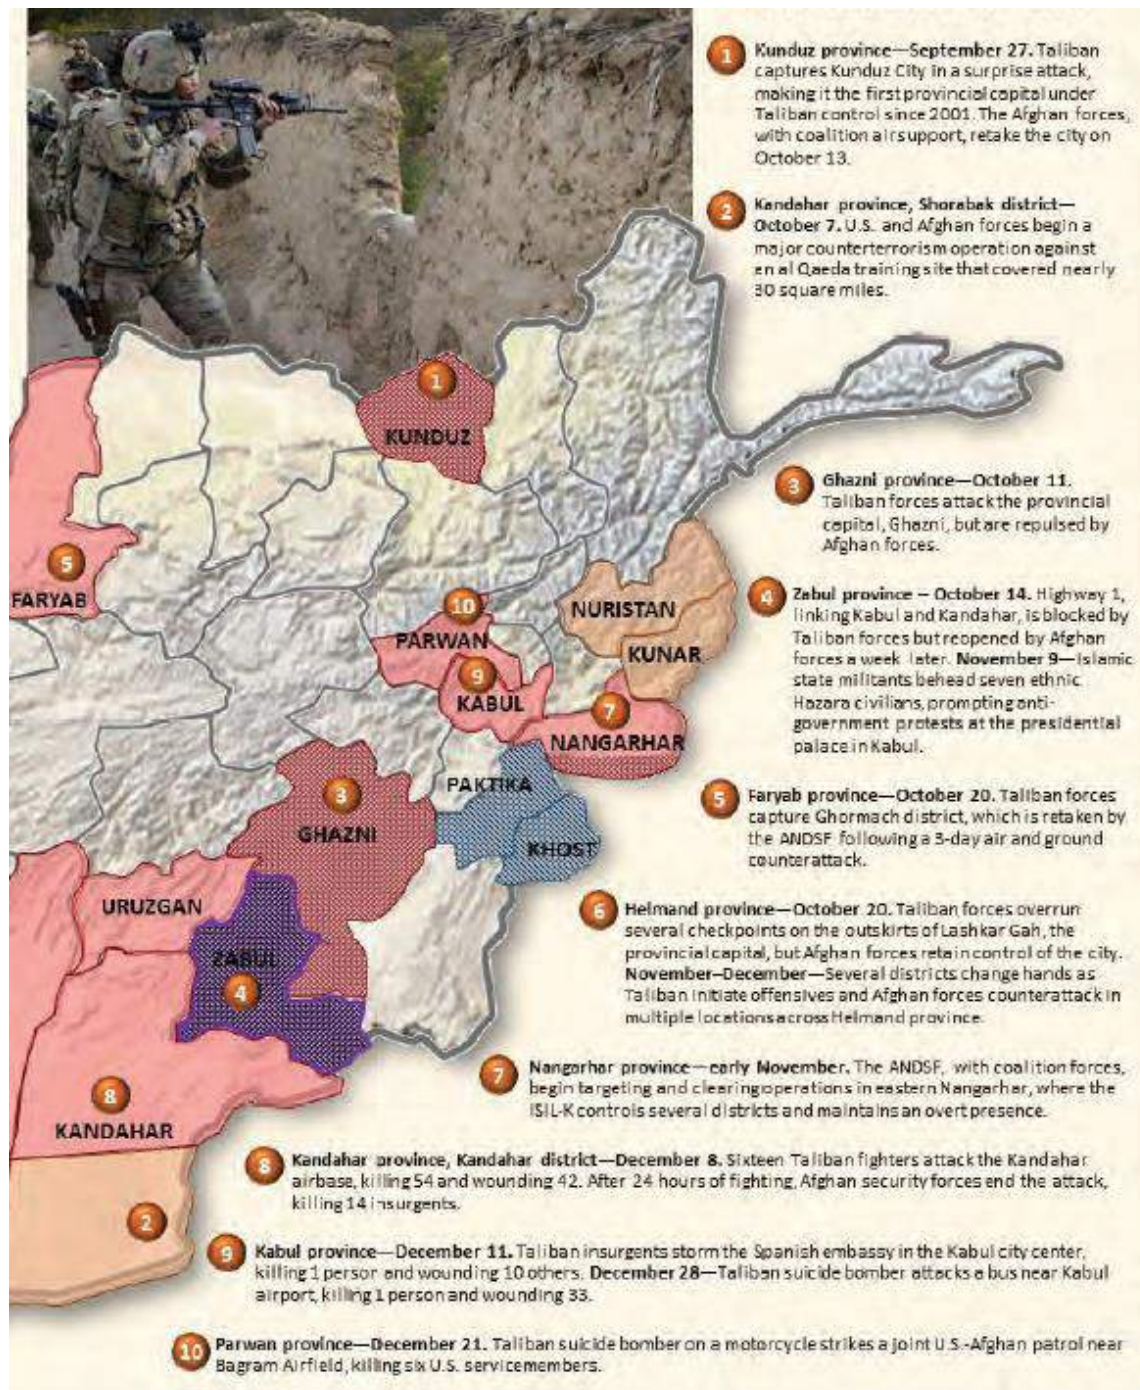 1
Kunduz province—September 27. Taliban
captures Kunduz City in a surprise attack,
making it the first provincial capital under
Taliban control since 2001. The Afghan forces,
with coalition air support, retake the city on
October 13.
2
Kandahar province, Shorabak district—
October 7. U.S. and Afghan forces begin a
major counterterrorism operation against
an al Qaeda training site that covered nearly
30 square miles.
3
Ghazni province—October 11.
Taliban forces attack the provincial
capital, Ghazni, but are repulsed by
Afghan forces.
4
Zabul province – October 14. Highway 1,
linking Kabul and Kandahar, is blocked by
Taliban forces but reopened by Afghan
forces a week later. November 9—Islamic
state militants behead seven ethnic
Hazara civilians, prompting anti-
government protests at the presidential
palace in Kabul.
5
Faryab province—October 20. Taliban forces
capture Ghormach district, which is retaken by
the ANDSF following a 3-day air and ground
counterattack.
6
Helmand province—October 20. Taliban forces overrun
several checkpoints on the outskirts of Lashkar Gah, the
provincial capital, but Afghan forces retain control of the city.
November–December—Several districts change hands as
Taliban initiate offensives and Afghan forces counterattack in
multiple locations across Helmand province.
7
Nangarhar province—early November. The ANDSF, with coalition forces,
begin targeting and clearing operations in eastern Nangarhar, where the
ISIL-K controls several districts and maintains an overt presence.
8
Kandahar province, Kandahar district—December 8. Sixteen Taliban fighters attack the Kandahar
airbase, killing 54 and wounding 42. After 24 hours of fighting, Afghan security forces end the attack,
killing 14 insurgents.
9
Kabul province—December 11. Taliban insurgents storm the Spanish embassy in the Kabul city center,
killing 1 person and wounding 10 others. December 28—Taliban suicide bomber attacks a bus near Kabul
airport, killing 1 person and wounding 33.
10
Parwan province—December 21. Taliban suicide bomber on a motorcycle strikes a joint U.S.-Afghan patrol near
Bagram Airfield, killing six U.S. servicemembers.
1
KUNDUZ
5
FARYAB
10
PARWAN
NURISTAN
KUNAR
9
KABUL
7
NANGARHAR
PAKTIKA
3
GHAZNI
KHOST
URUZGAN
ZABUL
4
8
KANDAHAR
2